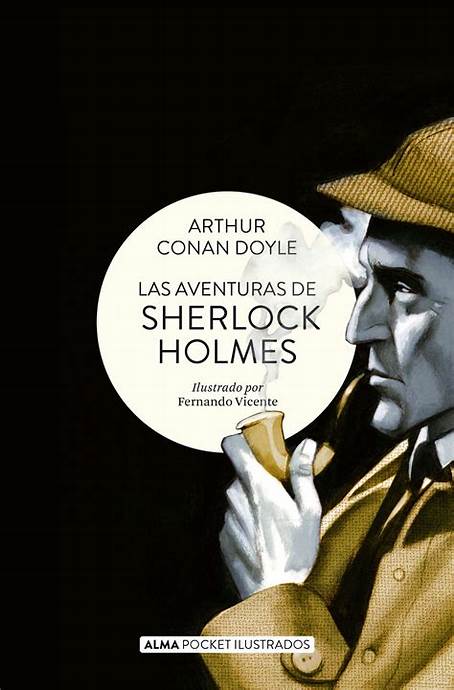 ARTHUR
CONAN DOYLE
LAS AVENTURAS DE
SHERLOCK
HOLMES
Ilustrado por
Fernando Vicente
ALMA POCKET ILUSTRADOS